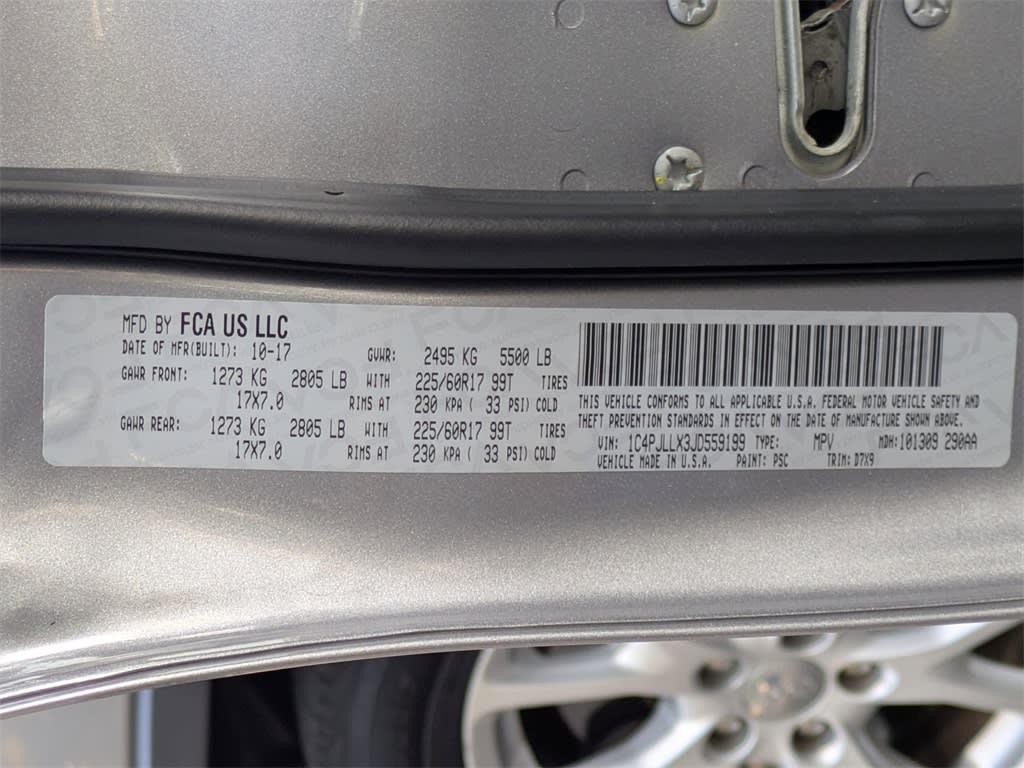 MFD BY FCA US LLC
DATE OF MFR(BUILT): 10-17 GVWR: 2495 KG 5500 LB
GAWR FRONT: 1273 KG 2805 LB WITH 225/60R17 99T TIRES
17X7.0 RIMS AT 230 KPA ( 33 PSI) COLD
GAWR REAR: 1273 KG 2805 LB WITH 225/60R17 99T TIRES
17X7.0 RIMS AT 230 KPA ( 33 PSI) COLD
THIS VEHICLE CONFORMS TO ALL APPLICABLE U.S.A. FEDERAL MOTOR VEHICLE SAFETY AND
THEFT PREVENTION STANDARDS IN EFFECT ON THE DATE OF MANUFACTURE SHOWN ABOVE.
VIN: 1C4PJLLX3JD559199 TYPE: MPV MDH:101309 290AA
VEHICLE MADE IN U.S.A. PAINT: PSC TRIM: D7X9